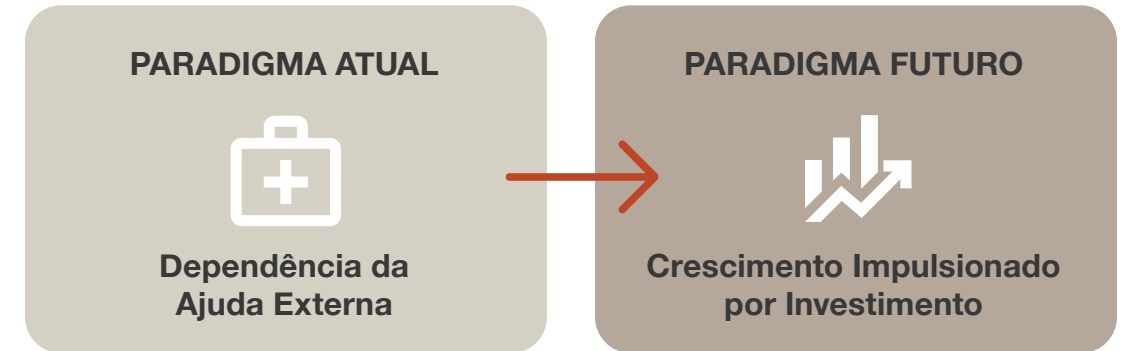 PARADIGMA ATUAL
Dependência da
Ajuda Externa
PARADIGMA FUTURO
Crescimento Impulsionado
por Investimento